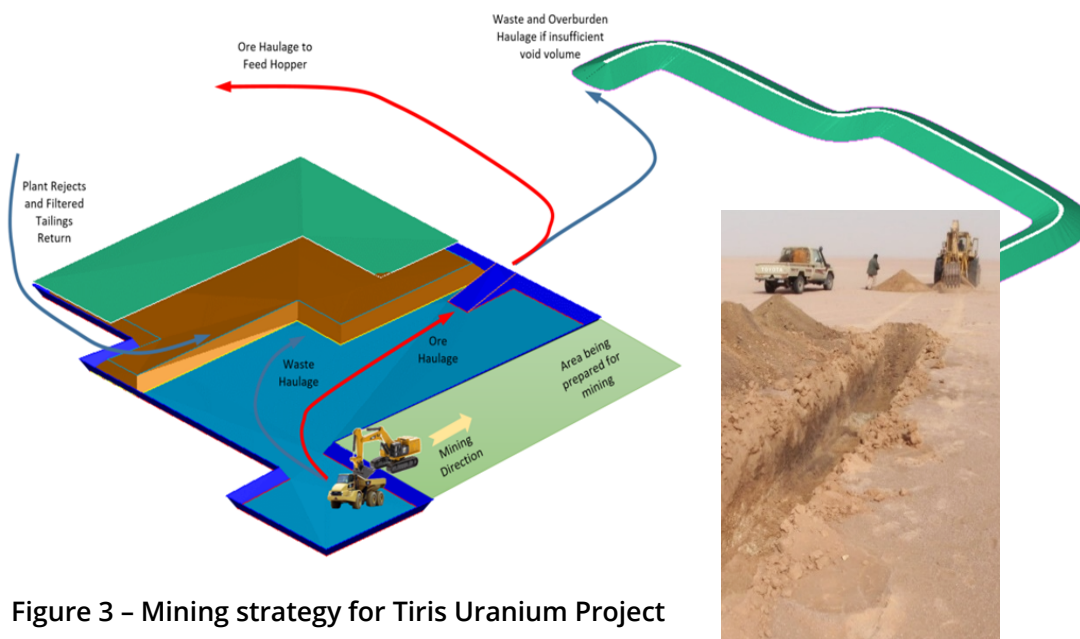 Waste and Overburden
Haulage if insufficient
void volume
Ore Haulage to
Feed Hopper
Plant Rejects
and Filtered
Tailings
Return
Waste
Haulage
Ore
Haulage
Area being
prepared for
mining
Mining
Direction
TOYOTA
Figure 3 – Mining strategy for Tiris Uranium Project